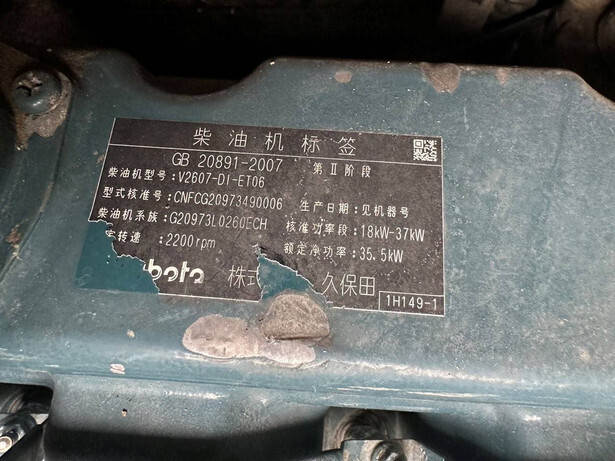 柴油机标签
GB 20891-2007 第Ⅱ阶段
柴油机型号:V2607-DI-ET06
型式核准号:CNFCG20973490006 生产日期:见机器号
柴油机系族:G20973L0260ECH 核准功率段:18kW-37kW
转速:2200rpm 额定净功率:35.5kW
bota 株式 久保田
1H149-1